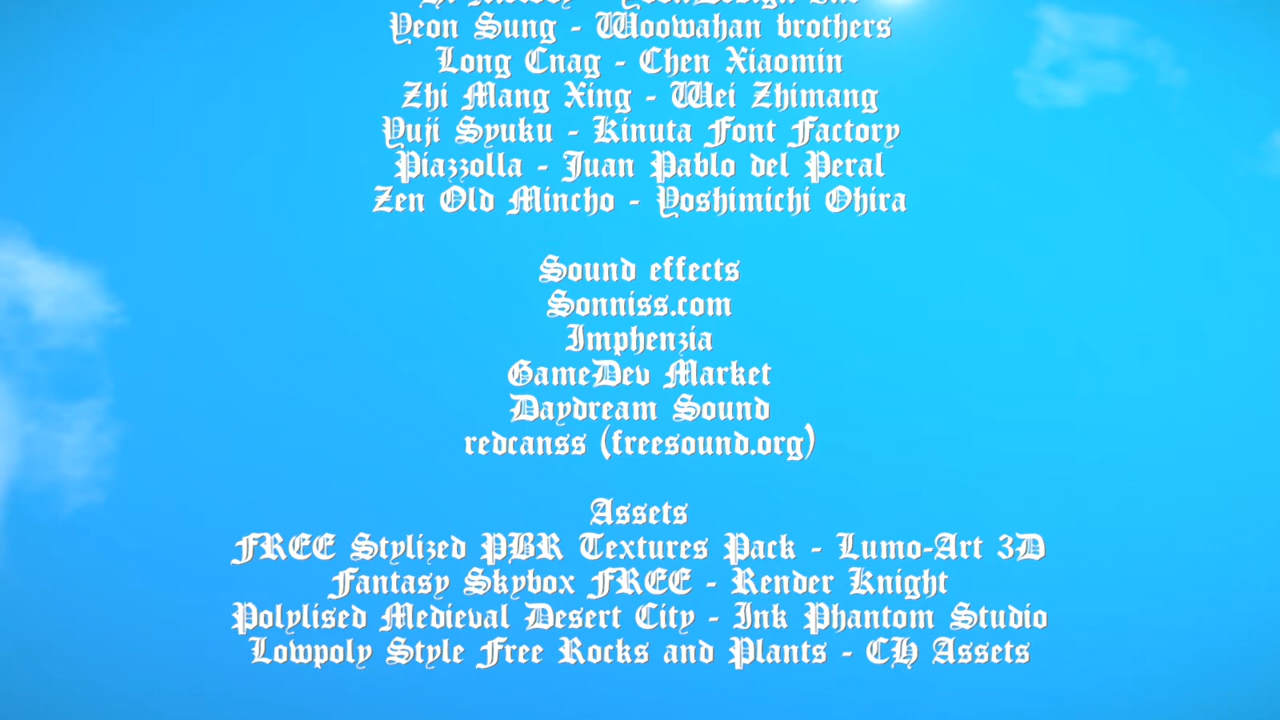 Yeon Sung - Woowahan brothers
Long Cnag - Chen Xiaomin
Zhi Mang Xing - Wei Zhimang
Yuji Syuku - Kinuta Font Factory
Piazzolla - Juan Pablo del Peral
Zen Old Mincho - Yoshimichi Ohira
Sound effects
Sonniss.com
Imphenzia
GameDev Market
Daydream Sound
redcanss (freesound.org)
Assets
FREE Stylized PBR Textures Pack - Lumo-Art 3D
Fantasy Skybox FREE - Render Knight
Polylised Medieval Desert City - Ink Phantom Studio
Lowpoly Style Free Rocks and Plants - CH Assets